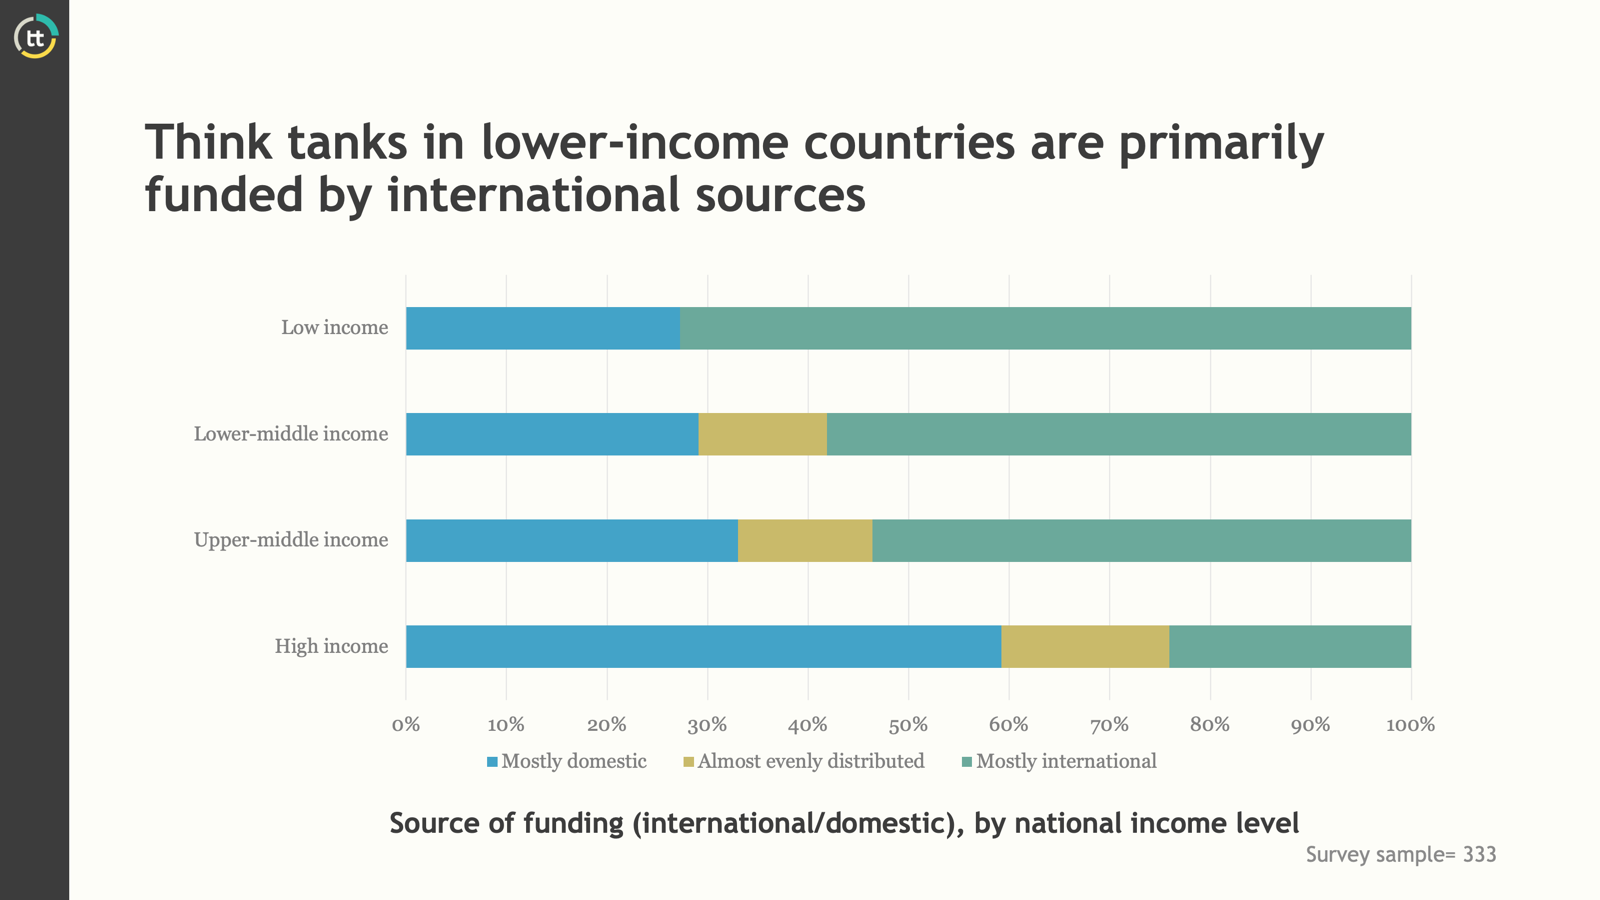 tt
Think tanks in lower-income countries are primarily
funded by international sources
Low income
Lower-middle income
Upper-middle income
High income
0% 10% 20% 30% 40% 50% 60% 70% 80% 90% 100%
Mostly domestic Almost evenly distributed Mostly international
Source of funding (international/domestic), by national income level
Survey sample= 333